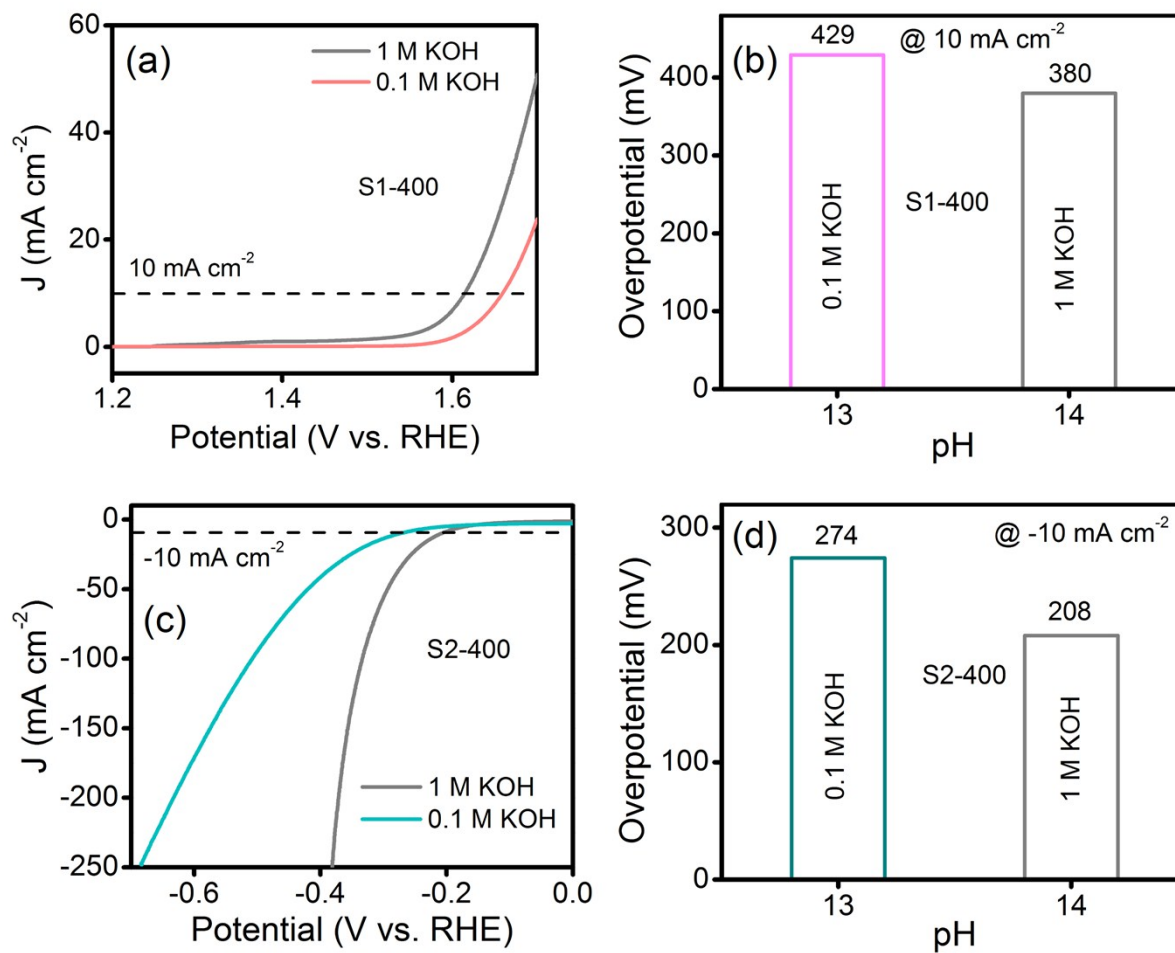 (a)
1 M KOH
0.1 M KOH
S1-400
10 mA cm⁻²
60
40
20
0
J (mA cm⁻²)
1.2
1.4
1.6
Potential (V vs. RHE)
(b)
429
@ 10 mA cm⁻²
380
400
300
200
100
0
Overpotential (mV)
0.1 M KOH
S1-400
1 M KOH
13
14
pH
0
-50
-100
-150
-200
-250
J (mA cm⁻²)
-10 mA cm⁻²
(c)
S2-400
1 M KOH
0.1 M KOH
-0.6
-0.4
-0.2
0.0
Potential (V vs. RHE)
(d)
274
@ -10 mA cm⁻²
208
300
200
100
0
Overpotential (mV)
0.1 M KOH
S2-400
1 M KOH
13
14
pH